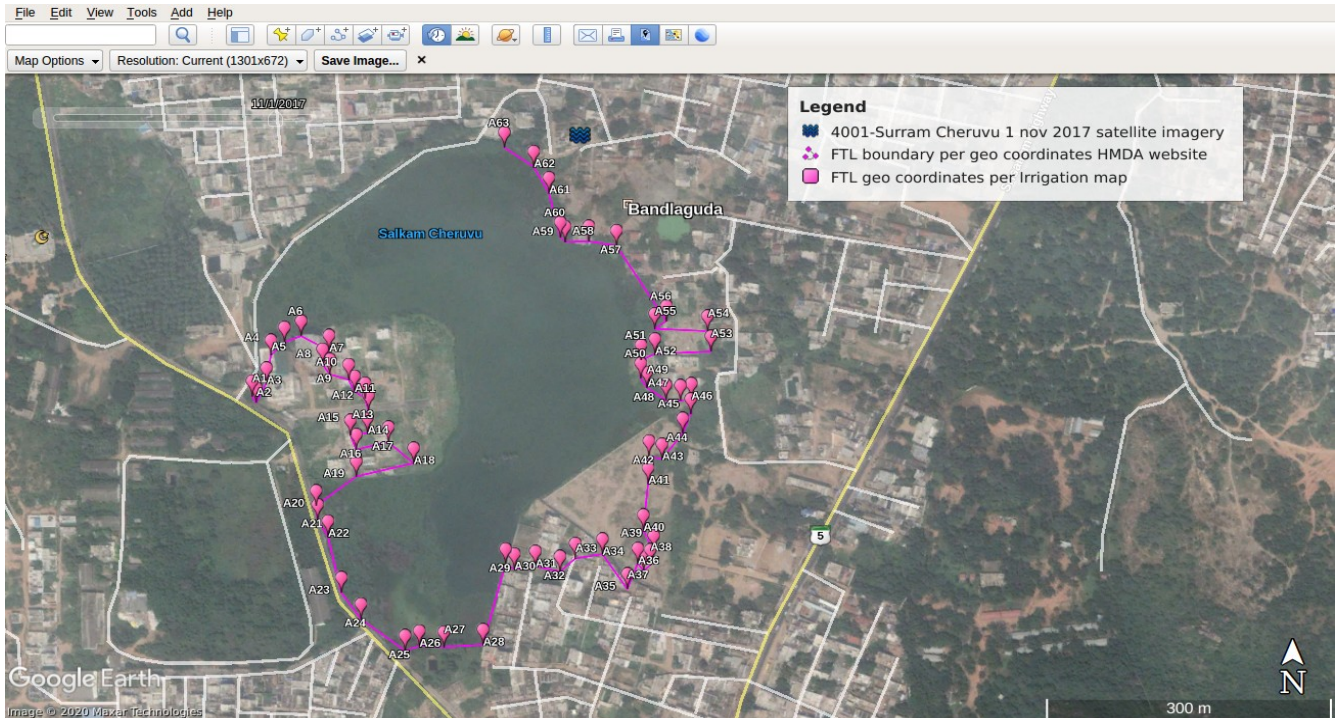 File Edit View Tools Add Help
Map Options Resolution: Current (1301x672) Save Image... ×
11/1/2017
Legend
4001-Surram Cheruvu 1 nov 2017 satellite imagery
FTL boundary per geo coordinates HMDA website
FTL geo coordinates per Irrigation map
A63
A62
A61
A60
A59 A58
A57
Bandlaguda
Salkam Cheruvu
A56
A55 A54
A6
A4 A5 A51 A53
A8 A7 A50 A52
A10
A9 A49
A1 A3 A47
A2 A12 A11 A48 A45 A46
A15 A13
A14 A44
A16 A17 A42 A43
A18
A19 A41
A20
A21 A40
A22 A39
5
A33 A34 A38
A29 A30 A31 A36
A32 A37
A23 A35
A24
A25 A26 A27 A28
Google Earth
N
300 m
Image © 2020 Maxar Technologies